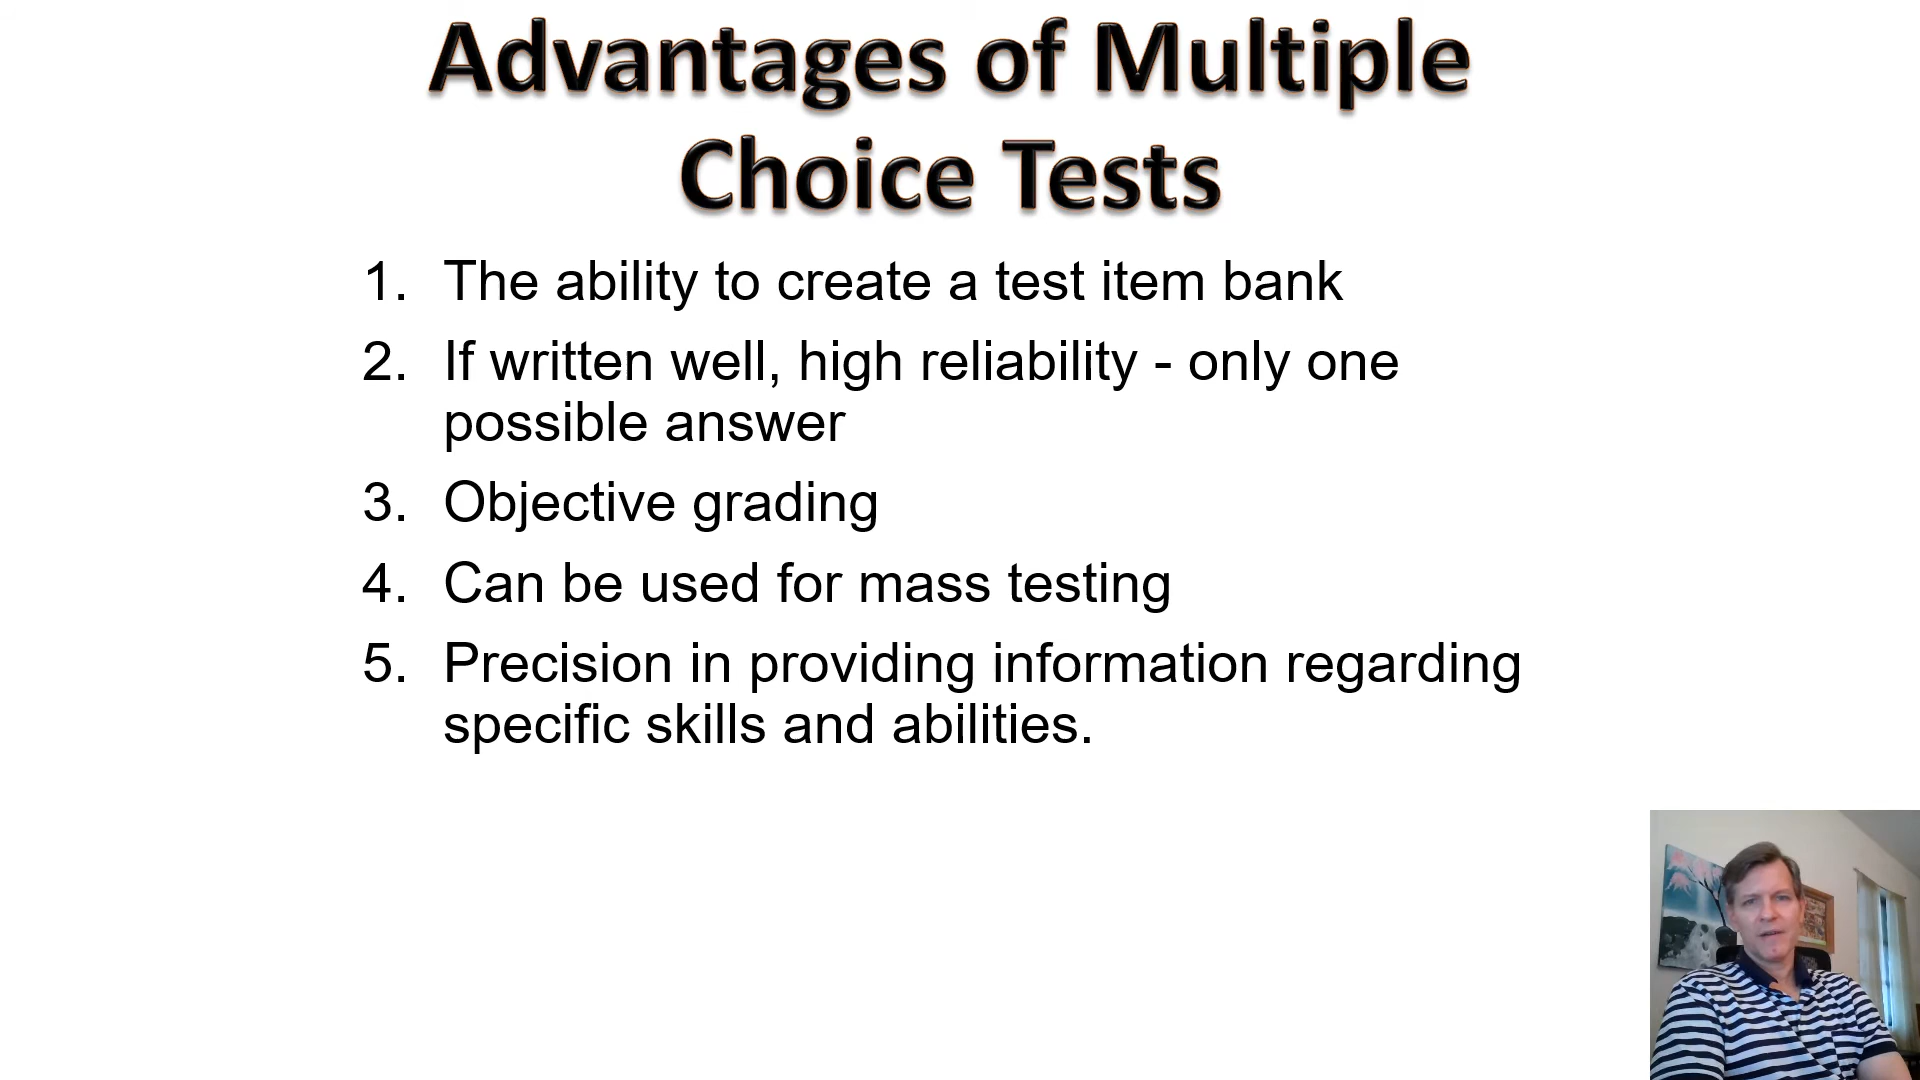 Advantages of Multiple
Choice Tests
1. The ability to create a test item bank
2. If written well, high reliability - only one
possible answer
3. Objective grading
4. Can be used for mass testing
5. Precision in providing information regarding
specific skills and abilities.